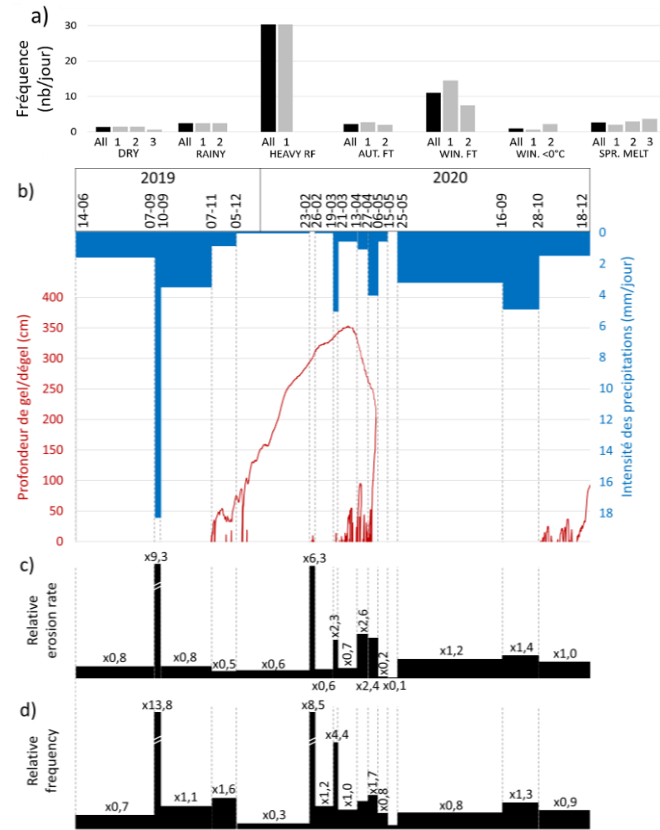 a)
Fréquence
(nb/jour)
30
20
10
0
All 1 2 3 All 1 2 All 1 All 1 2 All 1 2 All 1 2 All 1 2 3
DRY RAINY HEAVY RF AUT. FT WIN. FT WIN. <0°C SPR. MELT
b)
2019 2020
14-06 07-09 10-09 07-11 05-12 23-02 26-02 19-03 21-03 13-04 27-04 06-05 15-05 25-05 16-09 28-10 18-12
Profondeur de gel/dégel (cm)
400
350
300
250
200
150
100
50
0
0
2
4
6
8
10
12
14
16
18
Intensité des precipitations (mm/jour)
c)
Relative
erosion rate
x0,8 x9,3 x0,8 x0,5 x0,6 x6,3 x0,6 x2,3 x0,7 x2,6 x2,4 x0,2 x0,1 x1,2 x1,4 x1,0
d)
Relative
frequency
x0,7 x13,8 x1,1 x1,6 x0,3 x8,5 x1,2 x4,4 x1,0 x1,7 x0,8 x0,8 x1,3 x0,9